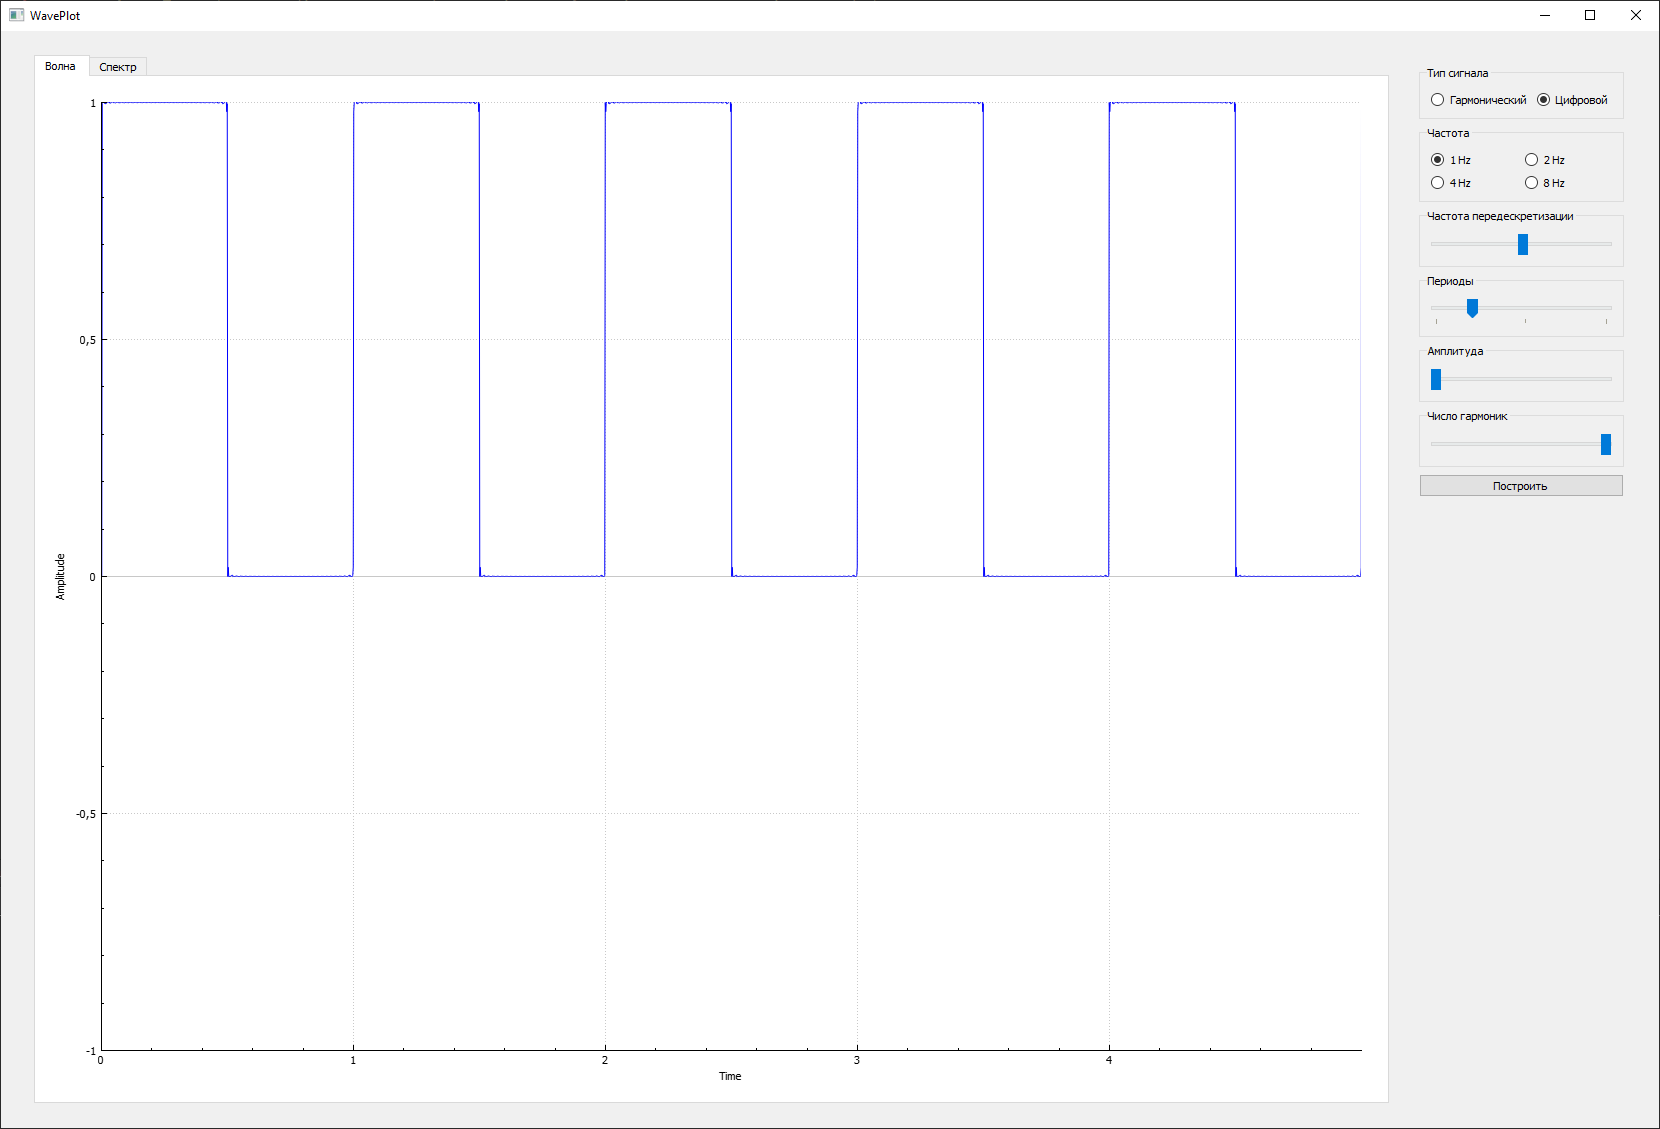 WavePlot
Волна
Спектр
1
0,5
0
-0,5
-1
Amplitude
0
1
2
3
4
Time
Тип сигнала
Гармонический
Цифровой
Частота
1 Hz
2 Hz
4 Hz
8 Hz
Частота передескретизации
Периоды
Амплитуда
Число гармоник
Построить